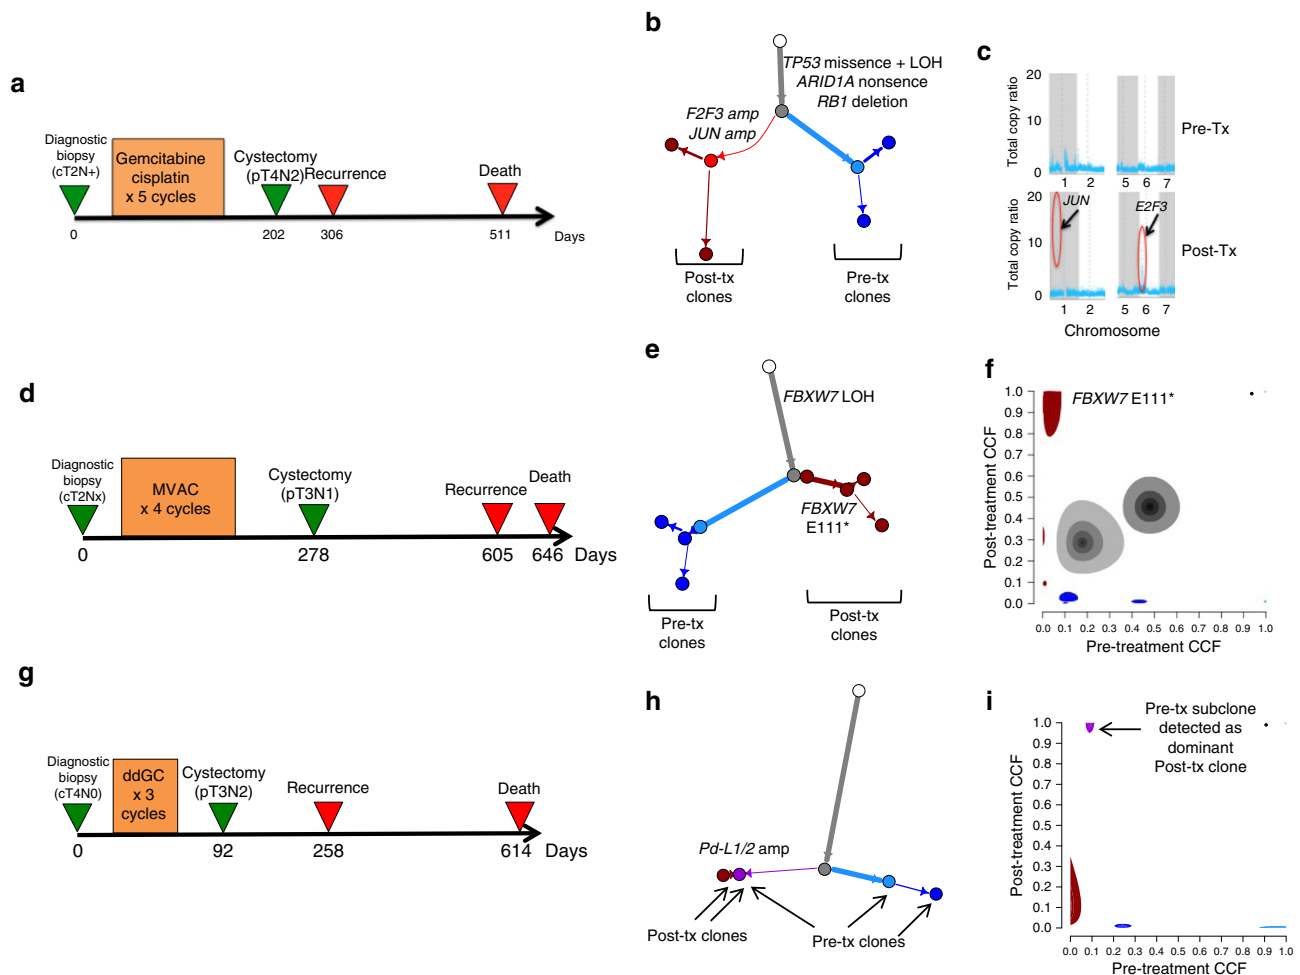 a
Diagnostic
biopsy
(cT2N+)
Gemcitabine
cisplatin
x 5 cycles
Cystectomy
(pT4N2)
Recurrence
Death
0
202
306
511
Days
b
TP53 missence + LOH
ARID1A nonsence
RB1 deletion
F2F3 amp
JUN amp
Post-tx
clones
Pre-tx
clones
c
Total copy ratio
20
10
0
1 2 5 6 7
Pre-Tx
Total copy ratio
20
10
0
JUN
E2F3
Post-Tx
1 2 5 6 7
Chromosome
d
Diagnostic
biopsy
(cT2Nx)
MVAC
x 4 cycles
Cystectomy
(pT3N1)
Recurrence
Death
0
278
605
646
Days
e
FBXW7 LOH
FBXW7
E111*
Pre-tx
clones
Post-tx
clones
f
FBXW7 E111*
Post-treatment CCF
1.0
0.9
0.8
0.7
0.6
0.5
0.4
0.3
0.2
0.1
0.0
0.0 0.1 0.2 0.3 0.4 0.5 0.6 0.7 0.8 0.9 1.0
Pre-treatment CCF
g
Diagnostic
biopsy
(cT4N0)
ddGC
x 3
cycles
Cystectomy
(pT3N2)
Recurrence
Death
0
92
258
614
Days
h
Pd-L1/2 amp
Post-tx clones
Pre-tx clones
i
Pre-tx subclone
detected as
dominant
Post-tx clone
Post-treatment CCF
1.0
0.9
0.8
0.7
0.6
0.5
0.4
0.3
0.2
0.1
0.0
0.0 0.1 0.2 0.3 0.4 0.5 0.6 0.7 0.8 0.9 1.0
Pre-treatment CCF